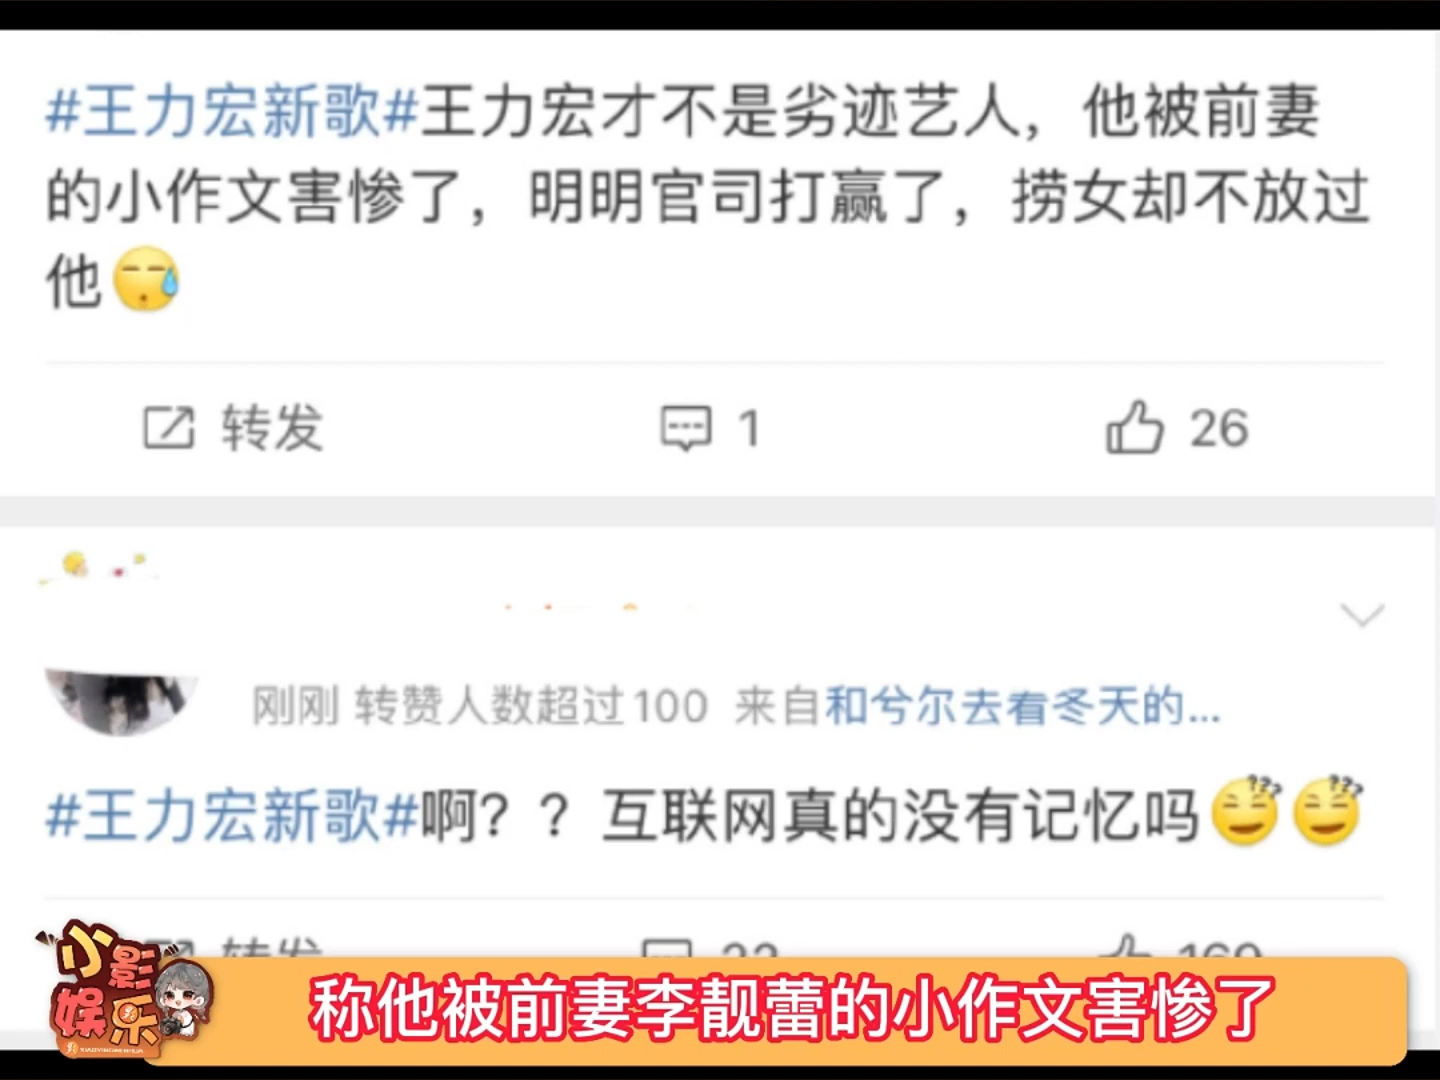 #王力宏新歌#王力宏才不是劣迹艺人，他被前妻
的小作文害惨了，明明官司打赢了，捞女却不放过
他
转发 1 26
刚刚 转赞人数超过100 来自和兮尔去看冬天的...
#王力宏新歌#啊？？互联网真的没有记忆吗
转发 22 160
小影娱乐
称他被前妻李靓蕾的小作文害惨了